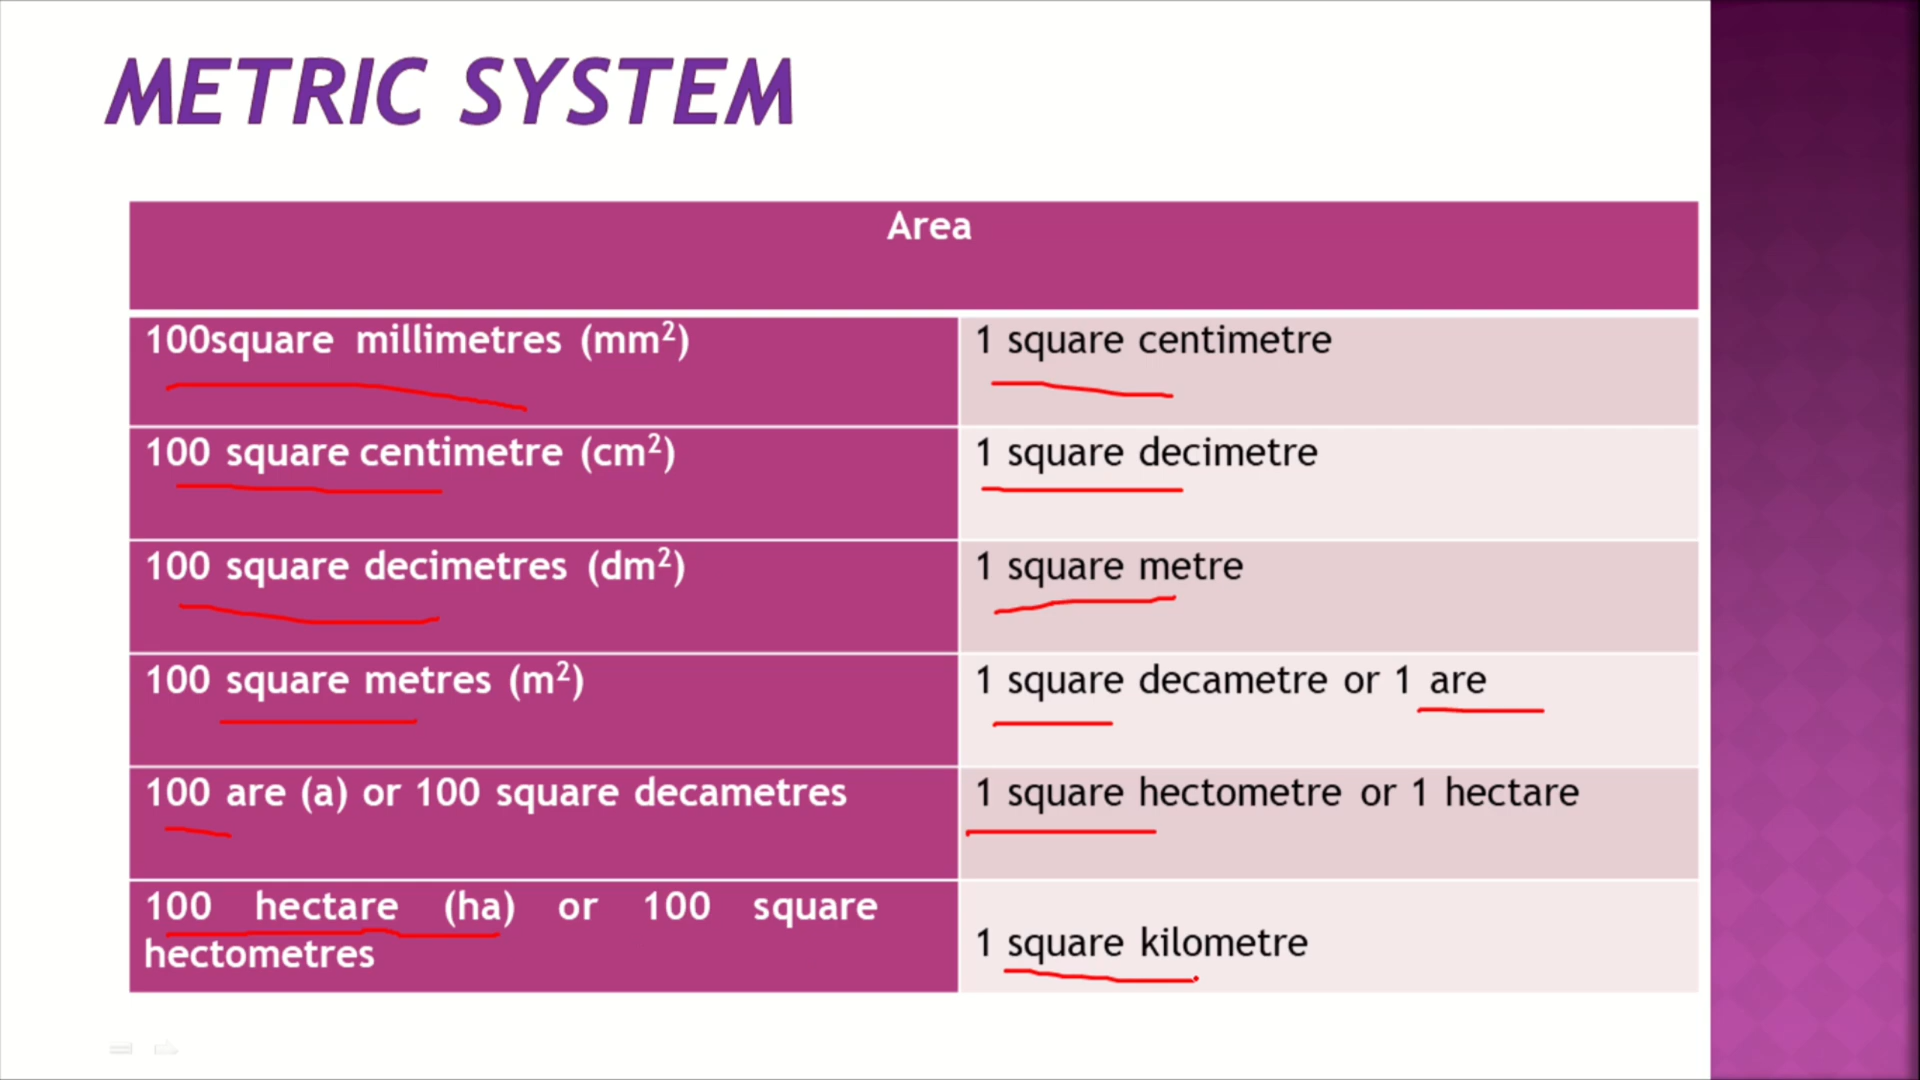 METRIC SYSTEM
Area
100square millimetres (mm²)
1 square centimetre
100 square centimetre (cm²)
1 square decimetre
100 square decimetres (dm²)
1 square metre
100 square metres (m²)
1 square decametre or 1 are
100 are (a) or 100 square decametres
1 square hectometre or 1 hectare
100 hectare (ha) or 100 square
hectometres
1 square kilometre